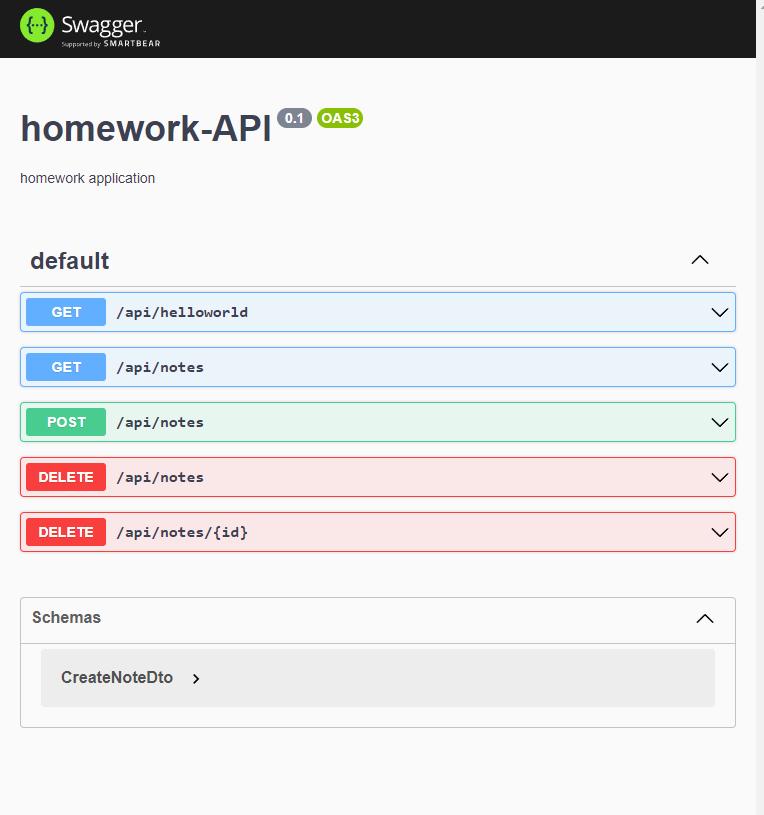 {···} Swagger
Supported by SMARTBEAR
homework-API 0.1 OAS3
homework application
default
GET /api/helloworld
GET /api/notes
POST /api/notes
DELETE /api/notes
DELETE /api/notes/{id}
Schemas
CreateNoteDto